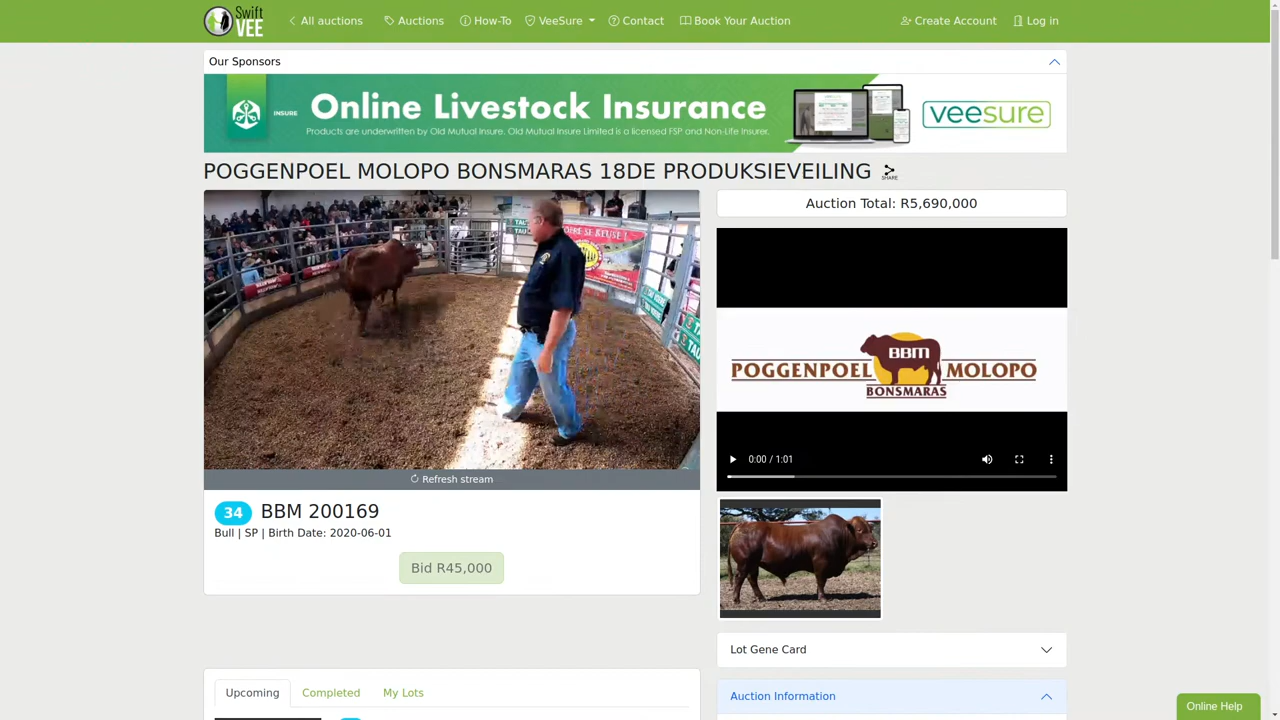 Swift
VEE
All auctions
Auctions
How-To
VeeSure
Contact
Book Your Auction
Create Account
Log in
Our Sponsors
INSURE
Online Livestock Insurance
Products are underwritten by Old Mutual Insure. Old Mutual Insure Limited is a licensed FSP and Non-Life Insurer.
veesure
POGGENPOEL MOLOPO BONSMARAS 18DE PRODUKSIEVEILING
SHARE
Auction Total: R5,690,000
BBM
POGGENPOEL MOLOPO
BONSMARAS
0:00 / 1:01
Refresh stream
34 BBM 200169
Bull | SP | Birth Date: 2020-06-01
Bid R45,000
Lot Gene Card
Upcoming
Completed
My Lots
Auction Information
Online Help